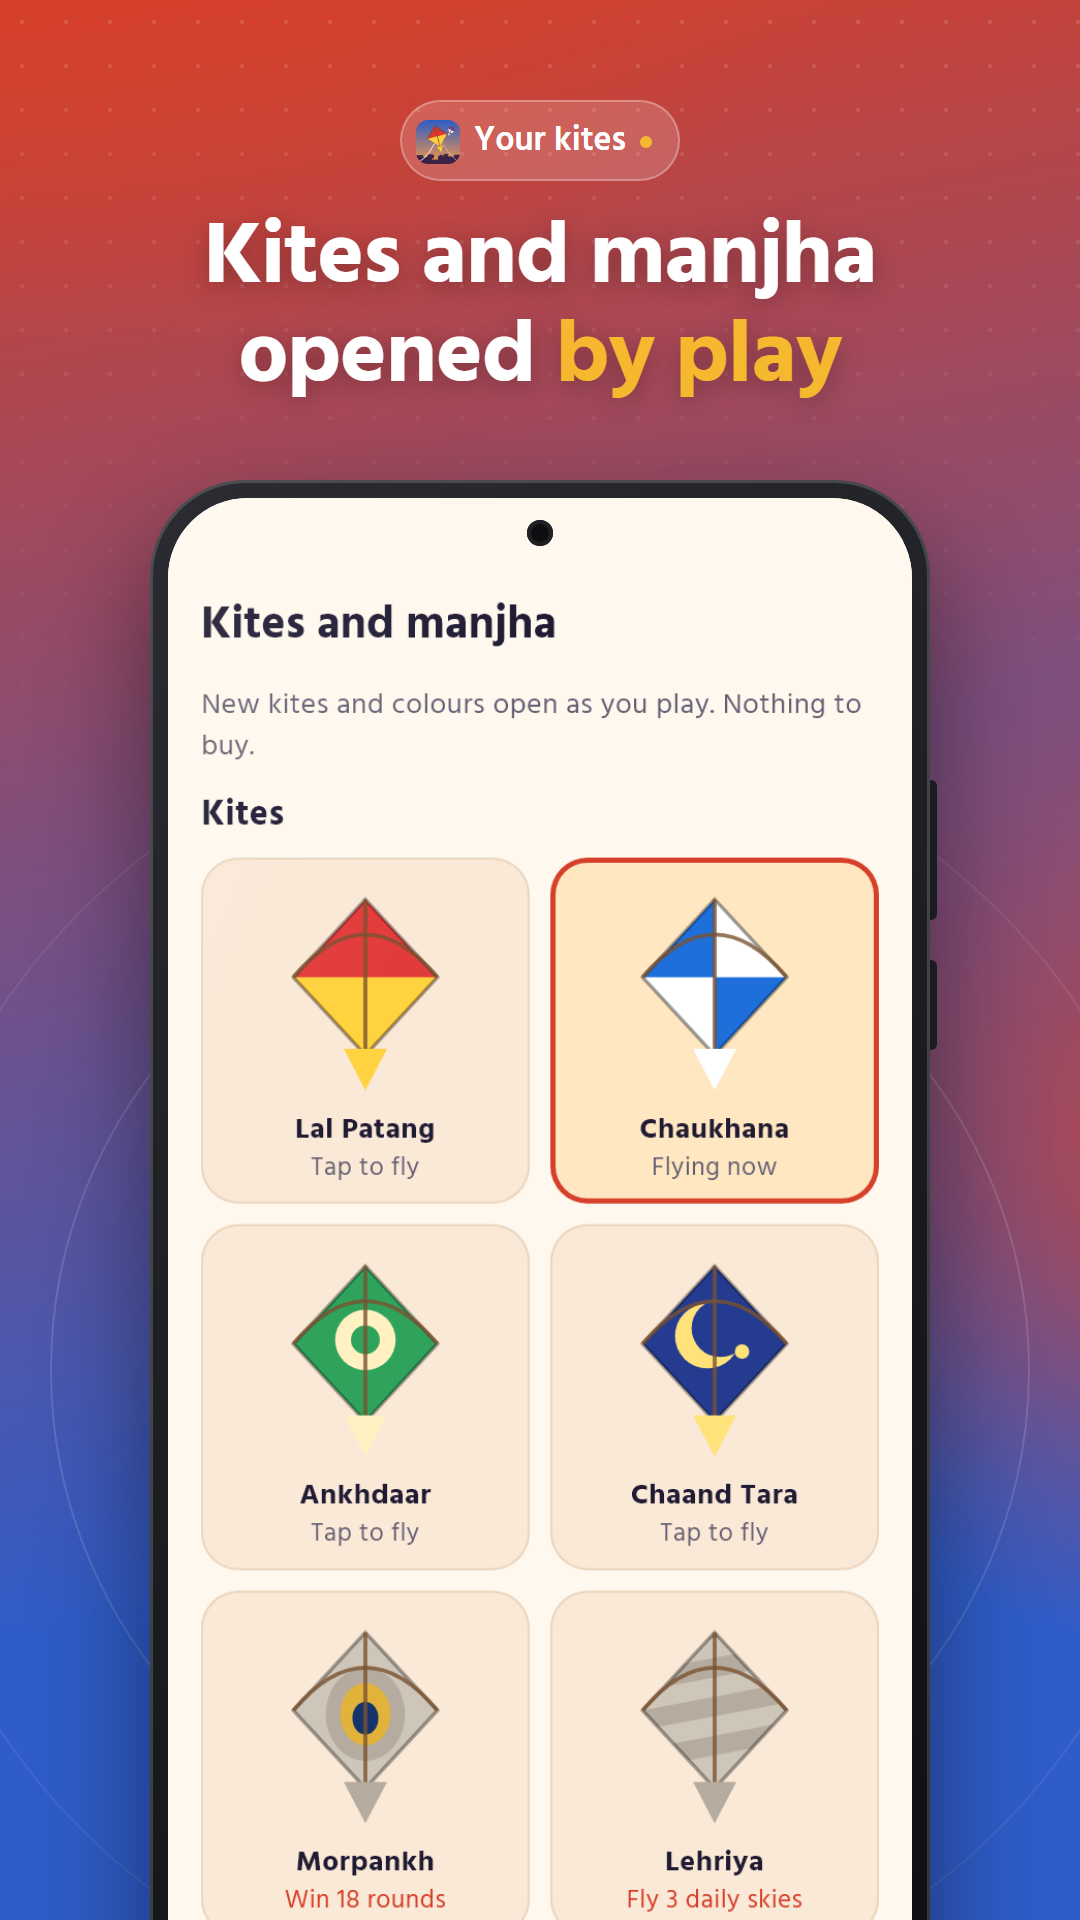 Your kites
Kites and manjha
opened by play
Kites and manjha
New kites and colours open as you play. Nothing to
buy.
Kites
Lal Patang
Tap to fly
Chaukhana
Flying now
Ankhdaar
Tap to fly
Chaand Tara
Tap to fly
Morpankh
Win 18 rounds
Lehriya
Fly 3 daily skies